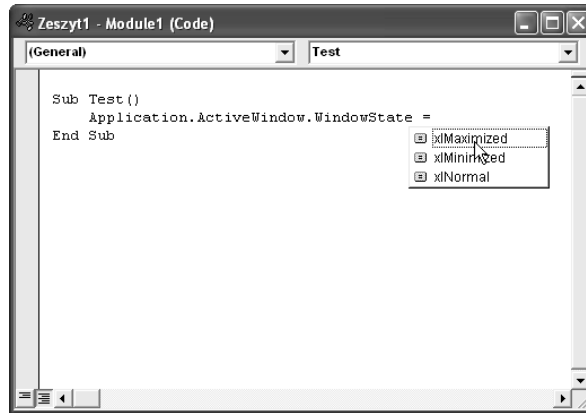 Zeszyt1 - Module1 (Code)
(General)
Test
Sub Test()
Application.ActiveWindow.WindowState =
End Sub
xlMaximized
xlMinimized
xlNormal